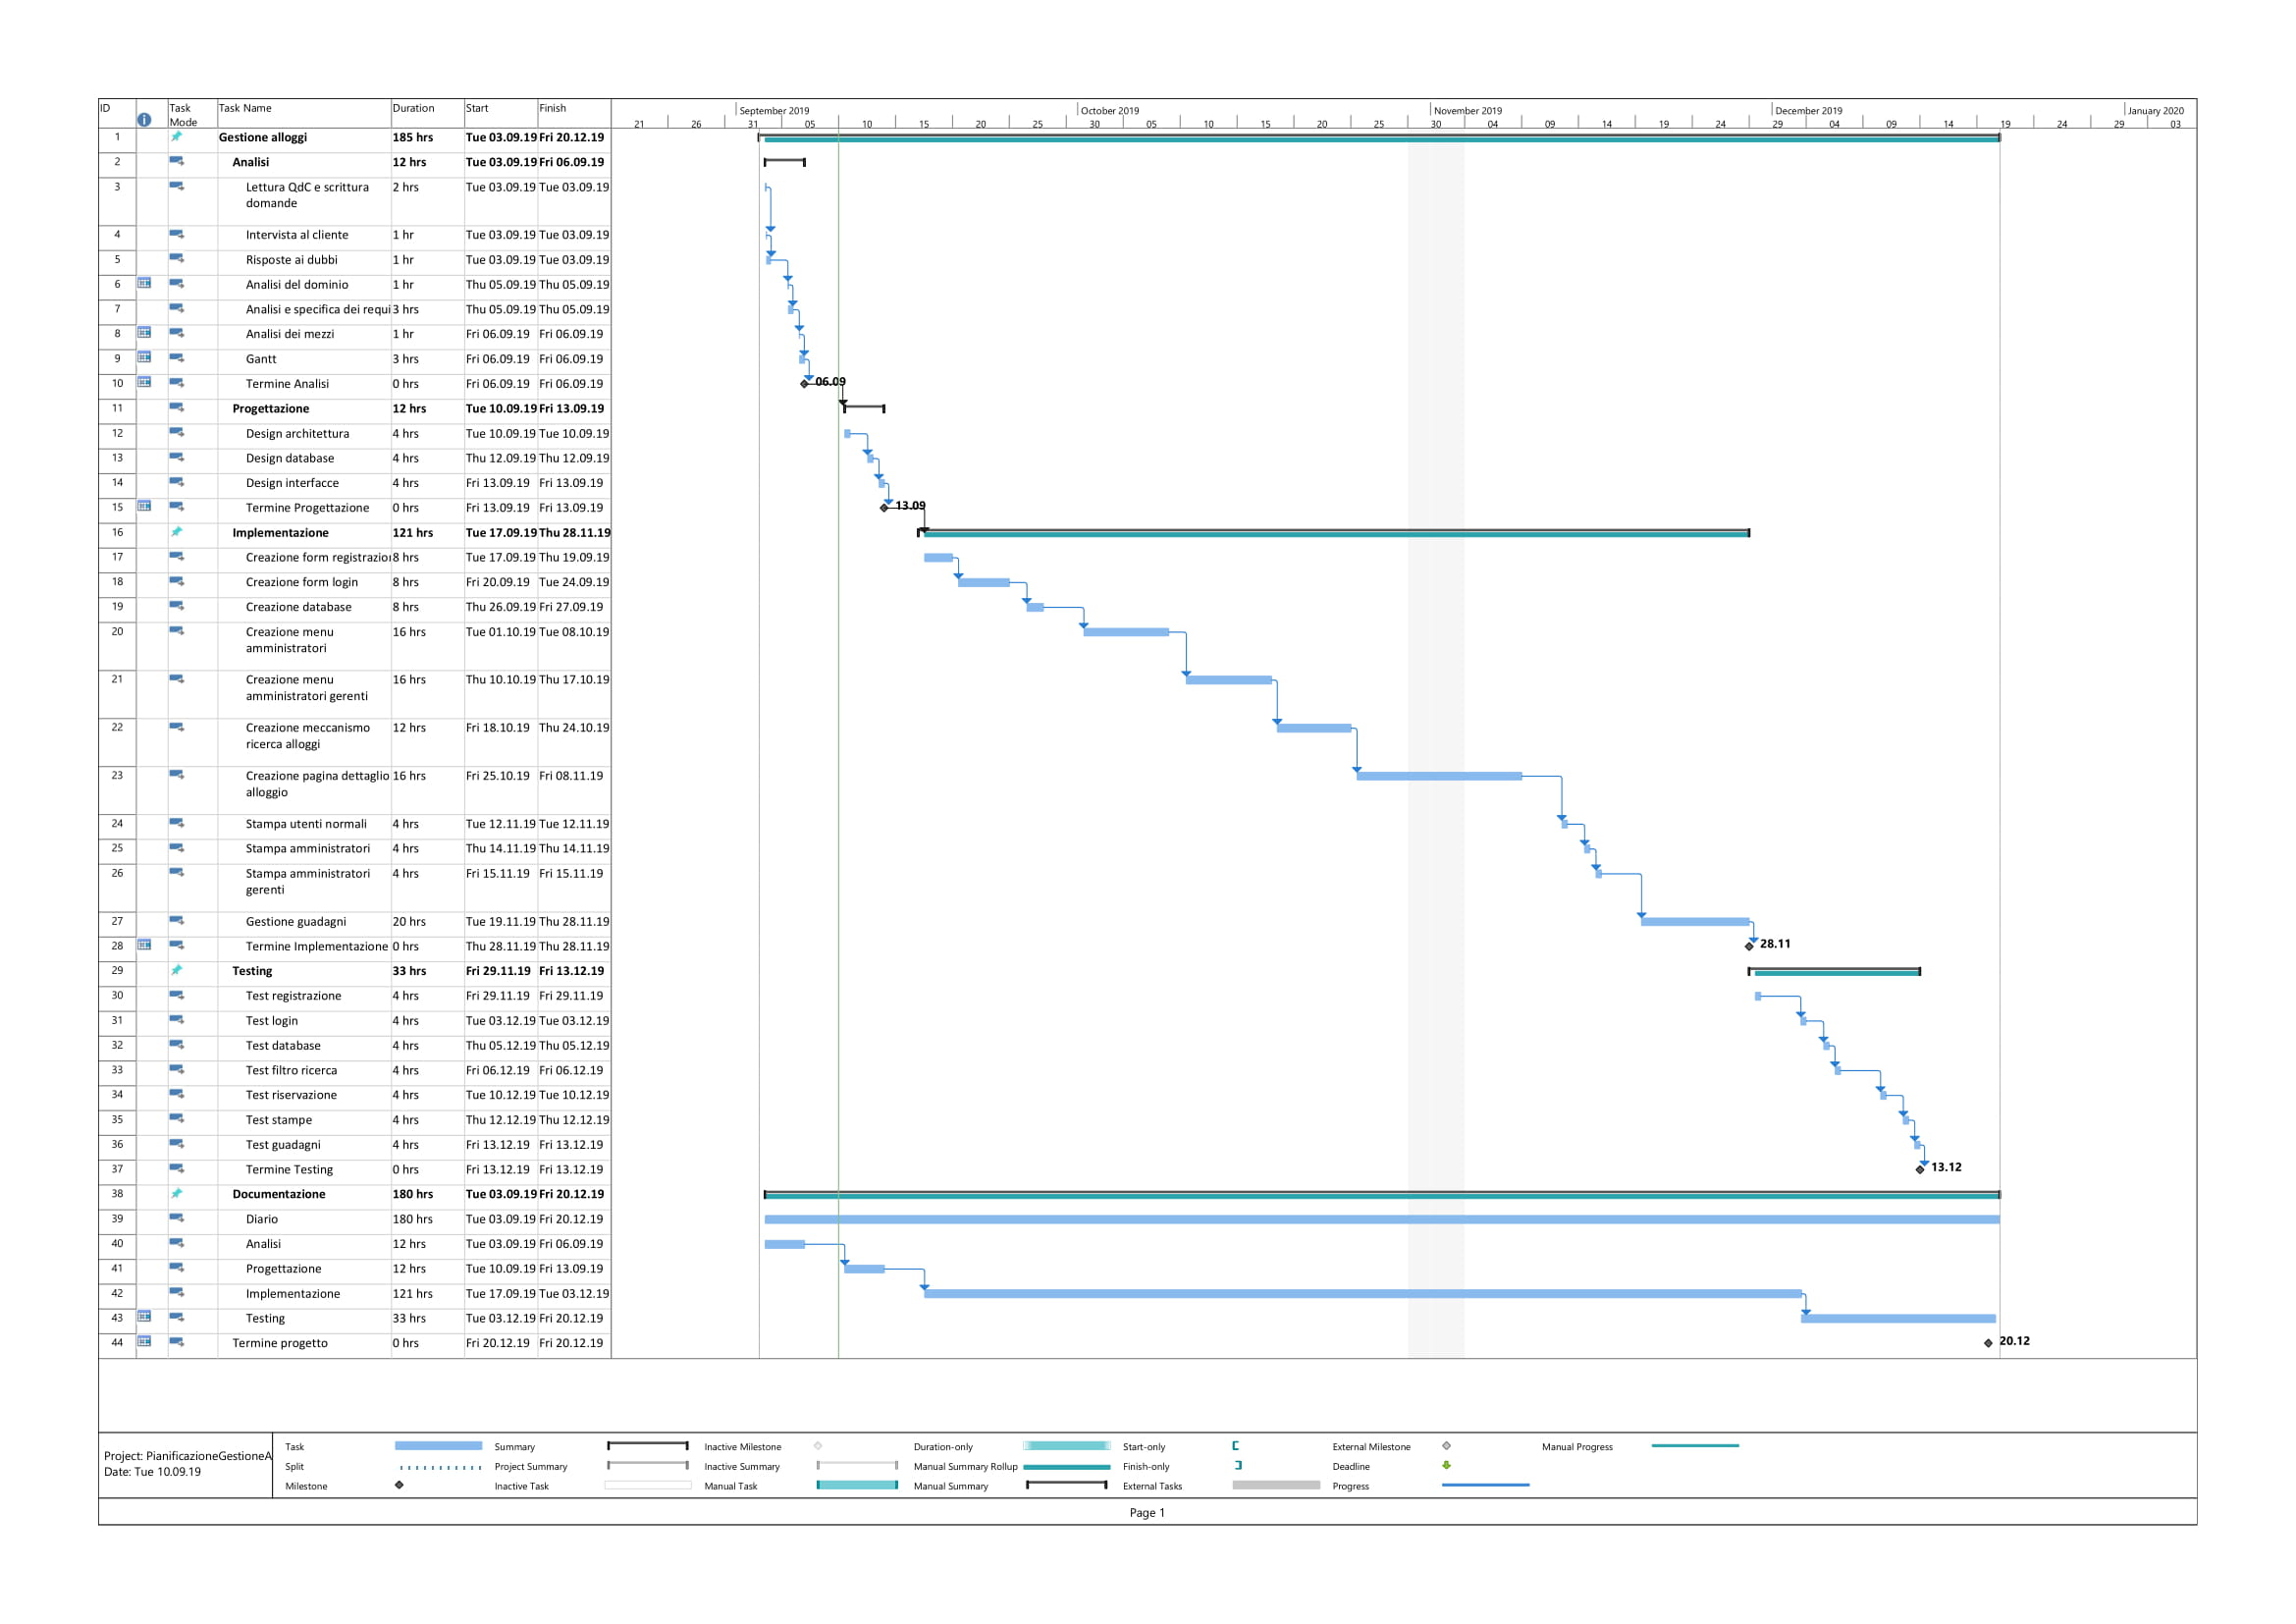 ID Task Mode Task Name Duration Start Finish
September 2019 October 2019 November 2019 December 2019 January 2020
21 26 31 05 10 15 20 25 30 05 10 15 20 25 30 04 09 14 19 24 29 04 09 14 19 24 29 03
1 Gestione alloggi 185 hrs Tue 03.09.19 Fri 20.12.19
2 Analisi 12 hrs Tue 03.09.19 Fri 06.09.19
3 Lettura QdC e scrittura 2 hrs Tue 03.09.19 Tue 03.09.19
domande
4 Intervista al cliente 1 hr Tue 03.09.19 Tue 03.09.19
5 Risposte ai dubbi 1 hr Tue 03.09.19 Tue 03.09.19
6 Analisi del dominio 1 hr Thu 05.09.19 Thu 05.09.19
7 Analisi e specifica dei requi 3 hrs Thu 05.09.19 Thu 05.09.19
8 Analisi dei mezzi 1 hr Fri 06.09.19 Fri 06.09.19
9 Gantt 3 hrs Fri 06.09.19 Fri 06.09.19
10 Termine Analisi 0 hrs Fri 06.09.19 Fri 06.09.19 06.09
11 Progettazione 12 hrs Tue 10.09.19 Fri 13.09.19
12 Design architettura 4 hrs Tue 10.09.19 Tue 10.09.19
13 Design database 4 hrs Thu 12.09.19 Thu 12.09.19
14 Design interfacce 4 hrs Fri 13.09.19 Fri 13.09.19
15 Termine Progettazione 0 hrs Fri 13.09.19 Fri 13.09.19 13.09
16 Implementazione 121 hrs Tue 17.09.19 Thu 28.11.19
17 Creazione form registrazio 8 hrs Tue 17.09.19 Thu 19.09.19
18 Creazione form login 8 hrs Fri 20.09.19 Tue 24.09.19
19 Creazione database 8 hrs Thu 26.09.19 Fri 27.09.19
20 Creazione menu 16 hrs Tue 01.10.19 Tue 08.10.19
amministratori
21 Creazione menu 16 hrs Thu 10.10.19 Thu 17.10.19
amministratori gerenti
22 Creazione meccanismo 12 hrs Fri 18.10.19 Thu 24.10.19
ricerca alloggi
23 Creazione pagina dettaglio 16 hrs Fri 25.10.19 Fri 08.11.19
alloggio
24 Stampa utenti normali 4 hrs Tue 12.11.19 Tue 12.11.19
25 Stampa amministratori 4 hrs Thu 14.11.19 Thu 14.11.19
26 Stampa amministratori 4 hrs Fri 15.11.19 Fri 15.11.19
gerenti
27 Gestione guadagni 20 hrs Tue 19.11.19 Thu 28.11.19
28 Termine Implementazione 0 hrs Thu 28.11.19 Thu 28.11.19 28.11
29 Testing 33 hrs Fri 29.11.19 Fri 13.12.19
30 Test registrazione 4 hrs Fri 29.11.19 Fri 29.11.19
31 Test login 4 hrs Tue 03.12.19 Tue 03.12.19
32 Test database 4 hrs Thu 05.12.19 Thu 05.12.19
33 Test filtro ricerca 4 hrs Fri 06.12.19 Fri 06.12.19
34 Test riservazione 4 hrs Tue 10.12.19 Tue 10.12.19
35 Test stampe 4 hrs Thu 12.12.19 Thu 12.12.19
36 Test guadagni 4 hrs Fri 13.12.19 Fri 13.12.19
37 Termine Testing 0 hrs Fri 13.12.19 Fri 13.12.19 13.12
38 Documentazione 180 hrs Tue 03.09.19 Fri 20.12.19
39 Diario 180 hrs Tue 03.09.19 Fri 20.12.19
40 Analisi 12 hrs Tue 03.09.19 Fri 06.09.19
41 Progettazione 12 hrs Tue 10.09.19 Fri 13.09.19
42 Implementazione 121 hrs Tue 17.09.19 Tue 03.12.19
43 Testing 33 hrs Tue 03.12.19 Fri 20.12.19
44 Termine progetto 0 hrs Fri 20.12.19 Fri 20.12.19 20.12
Project: PianificazioneGestioneA
Date: Tue 10.09.19
Task Summary Inactive Milestone Duration-only Start-only External Milestone Manual Progress
Split Project Summary Inactive Summary Manual Summary Rollup Finish-only Deadline
Milestone Inactive Task Manual Task Manual Summary External Tasks Progress
Page 1